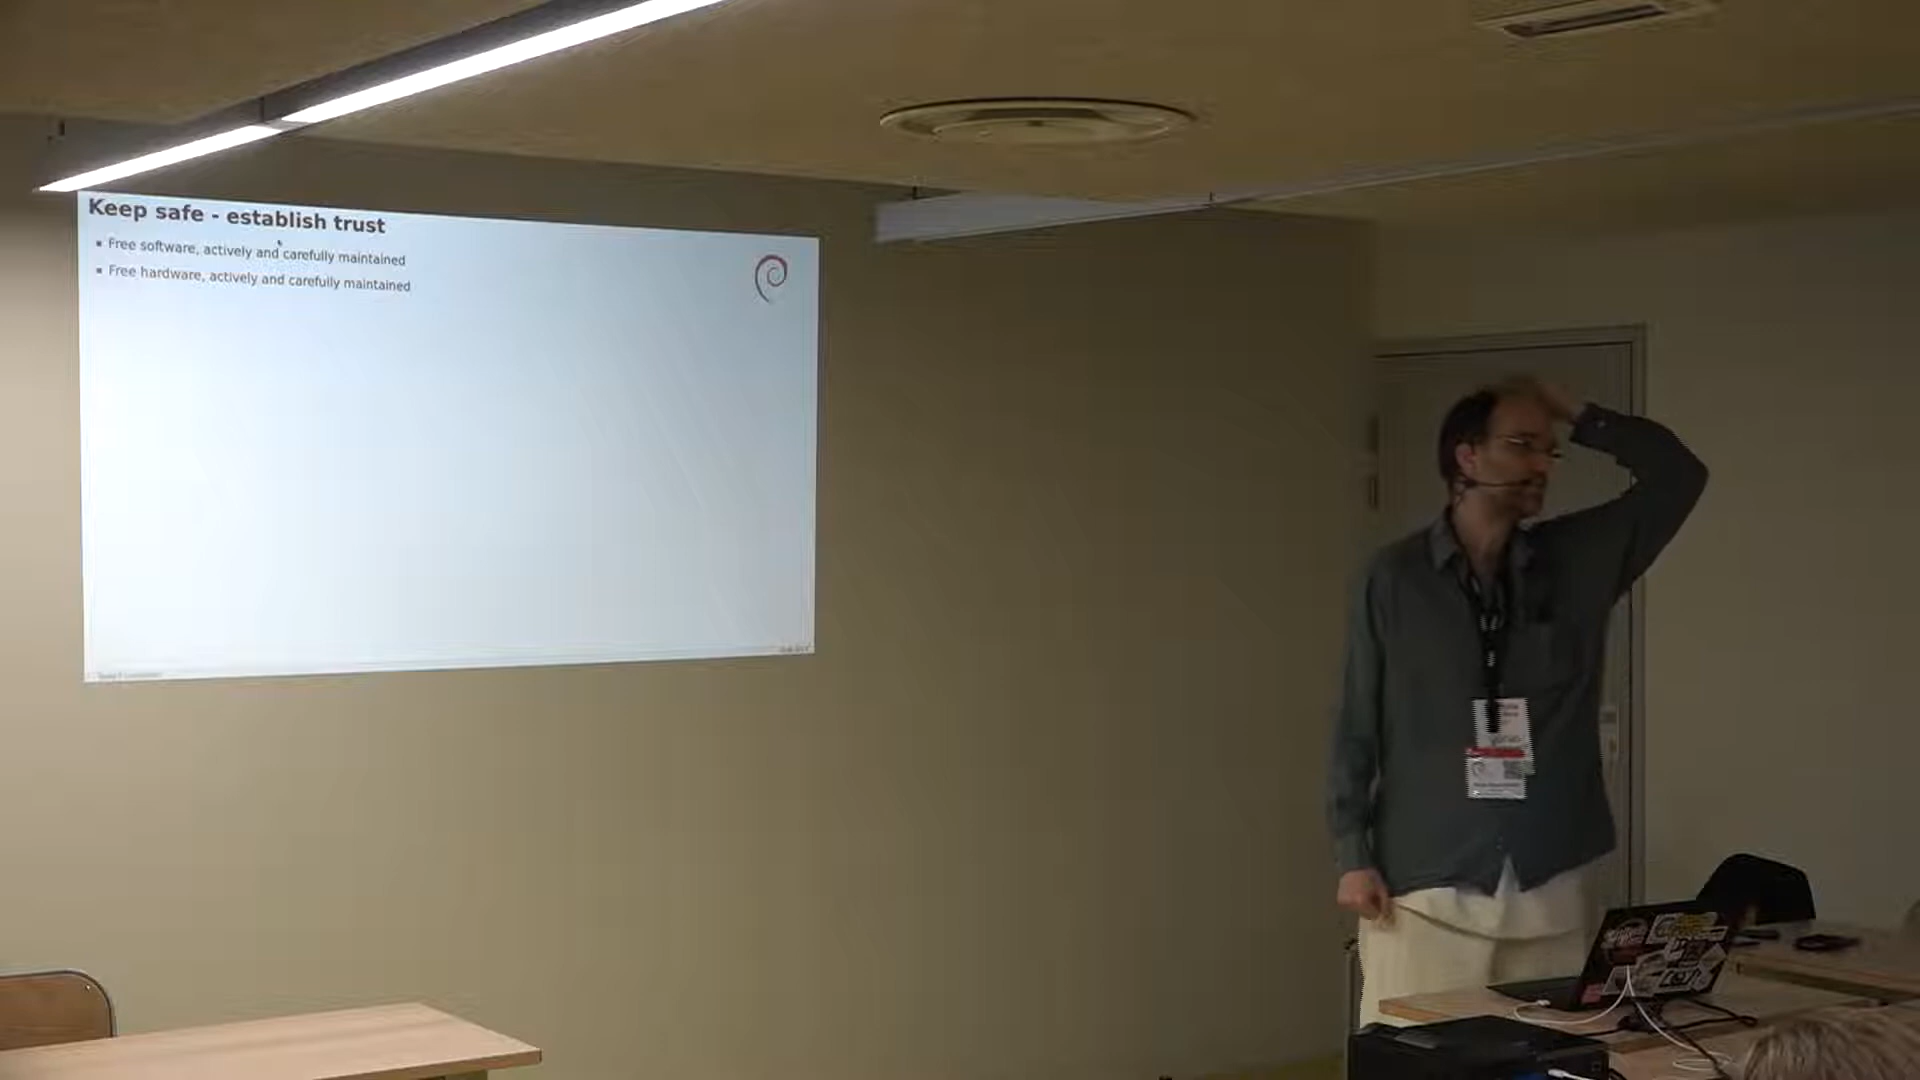 Keep safe - establish trust
Free software, actively and carefully maintained
Free hardware, actively and carefully maintained